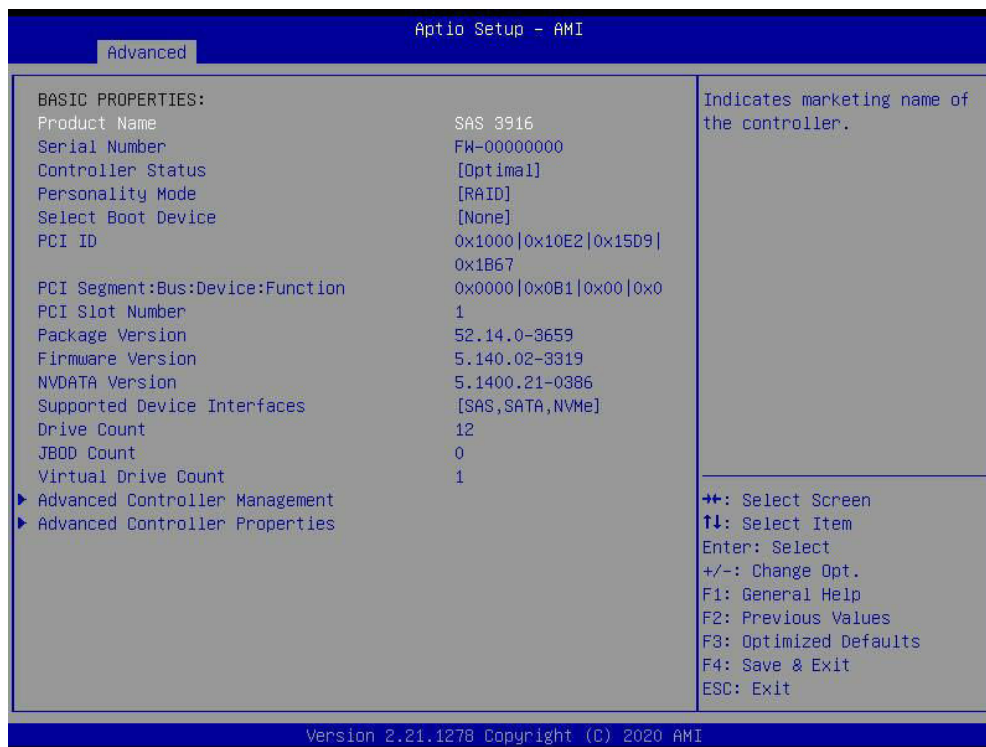 Aptio Setup – AMI
Advanced
BASIC PROPERTIES:
Product Name SAS 3916
Serial Number FW-00000000
Controller Status [Optimal]
Personality Mode [RAID]
Select Boot Device [None]
PCI ID 0x1000|0x10E2|0x15D9|
0x1B67
PCI Segment:Bus:Device:Function 0x0000|0x0B1|0x00|0x0
PCI Slot Number 1
Package Version 52.14.0-3659
Firmware Version 5.140.02-3319
NVDATA Version 5.1400.21-0386
Supported Device Interfaces [SAS,SATA,NVMe]
Drive Count 12
JBOD Count 0
Virtual Drive Count 1
Advanced Controller Management
Advanced Controller Properties
Indicates marketing name of
the controller.
→←: Select Screen
↑↓: Select Item
Enter: Select
+/-: Change Opt.
F1: General Help
F2: Previous Values
F3: Optimized Defaults
F4: Save & Exit
ESC: Exit
Version 2.21.1278 Copyright (C) 2020 AMI